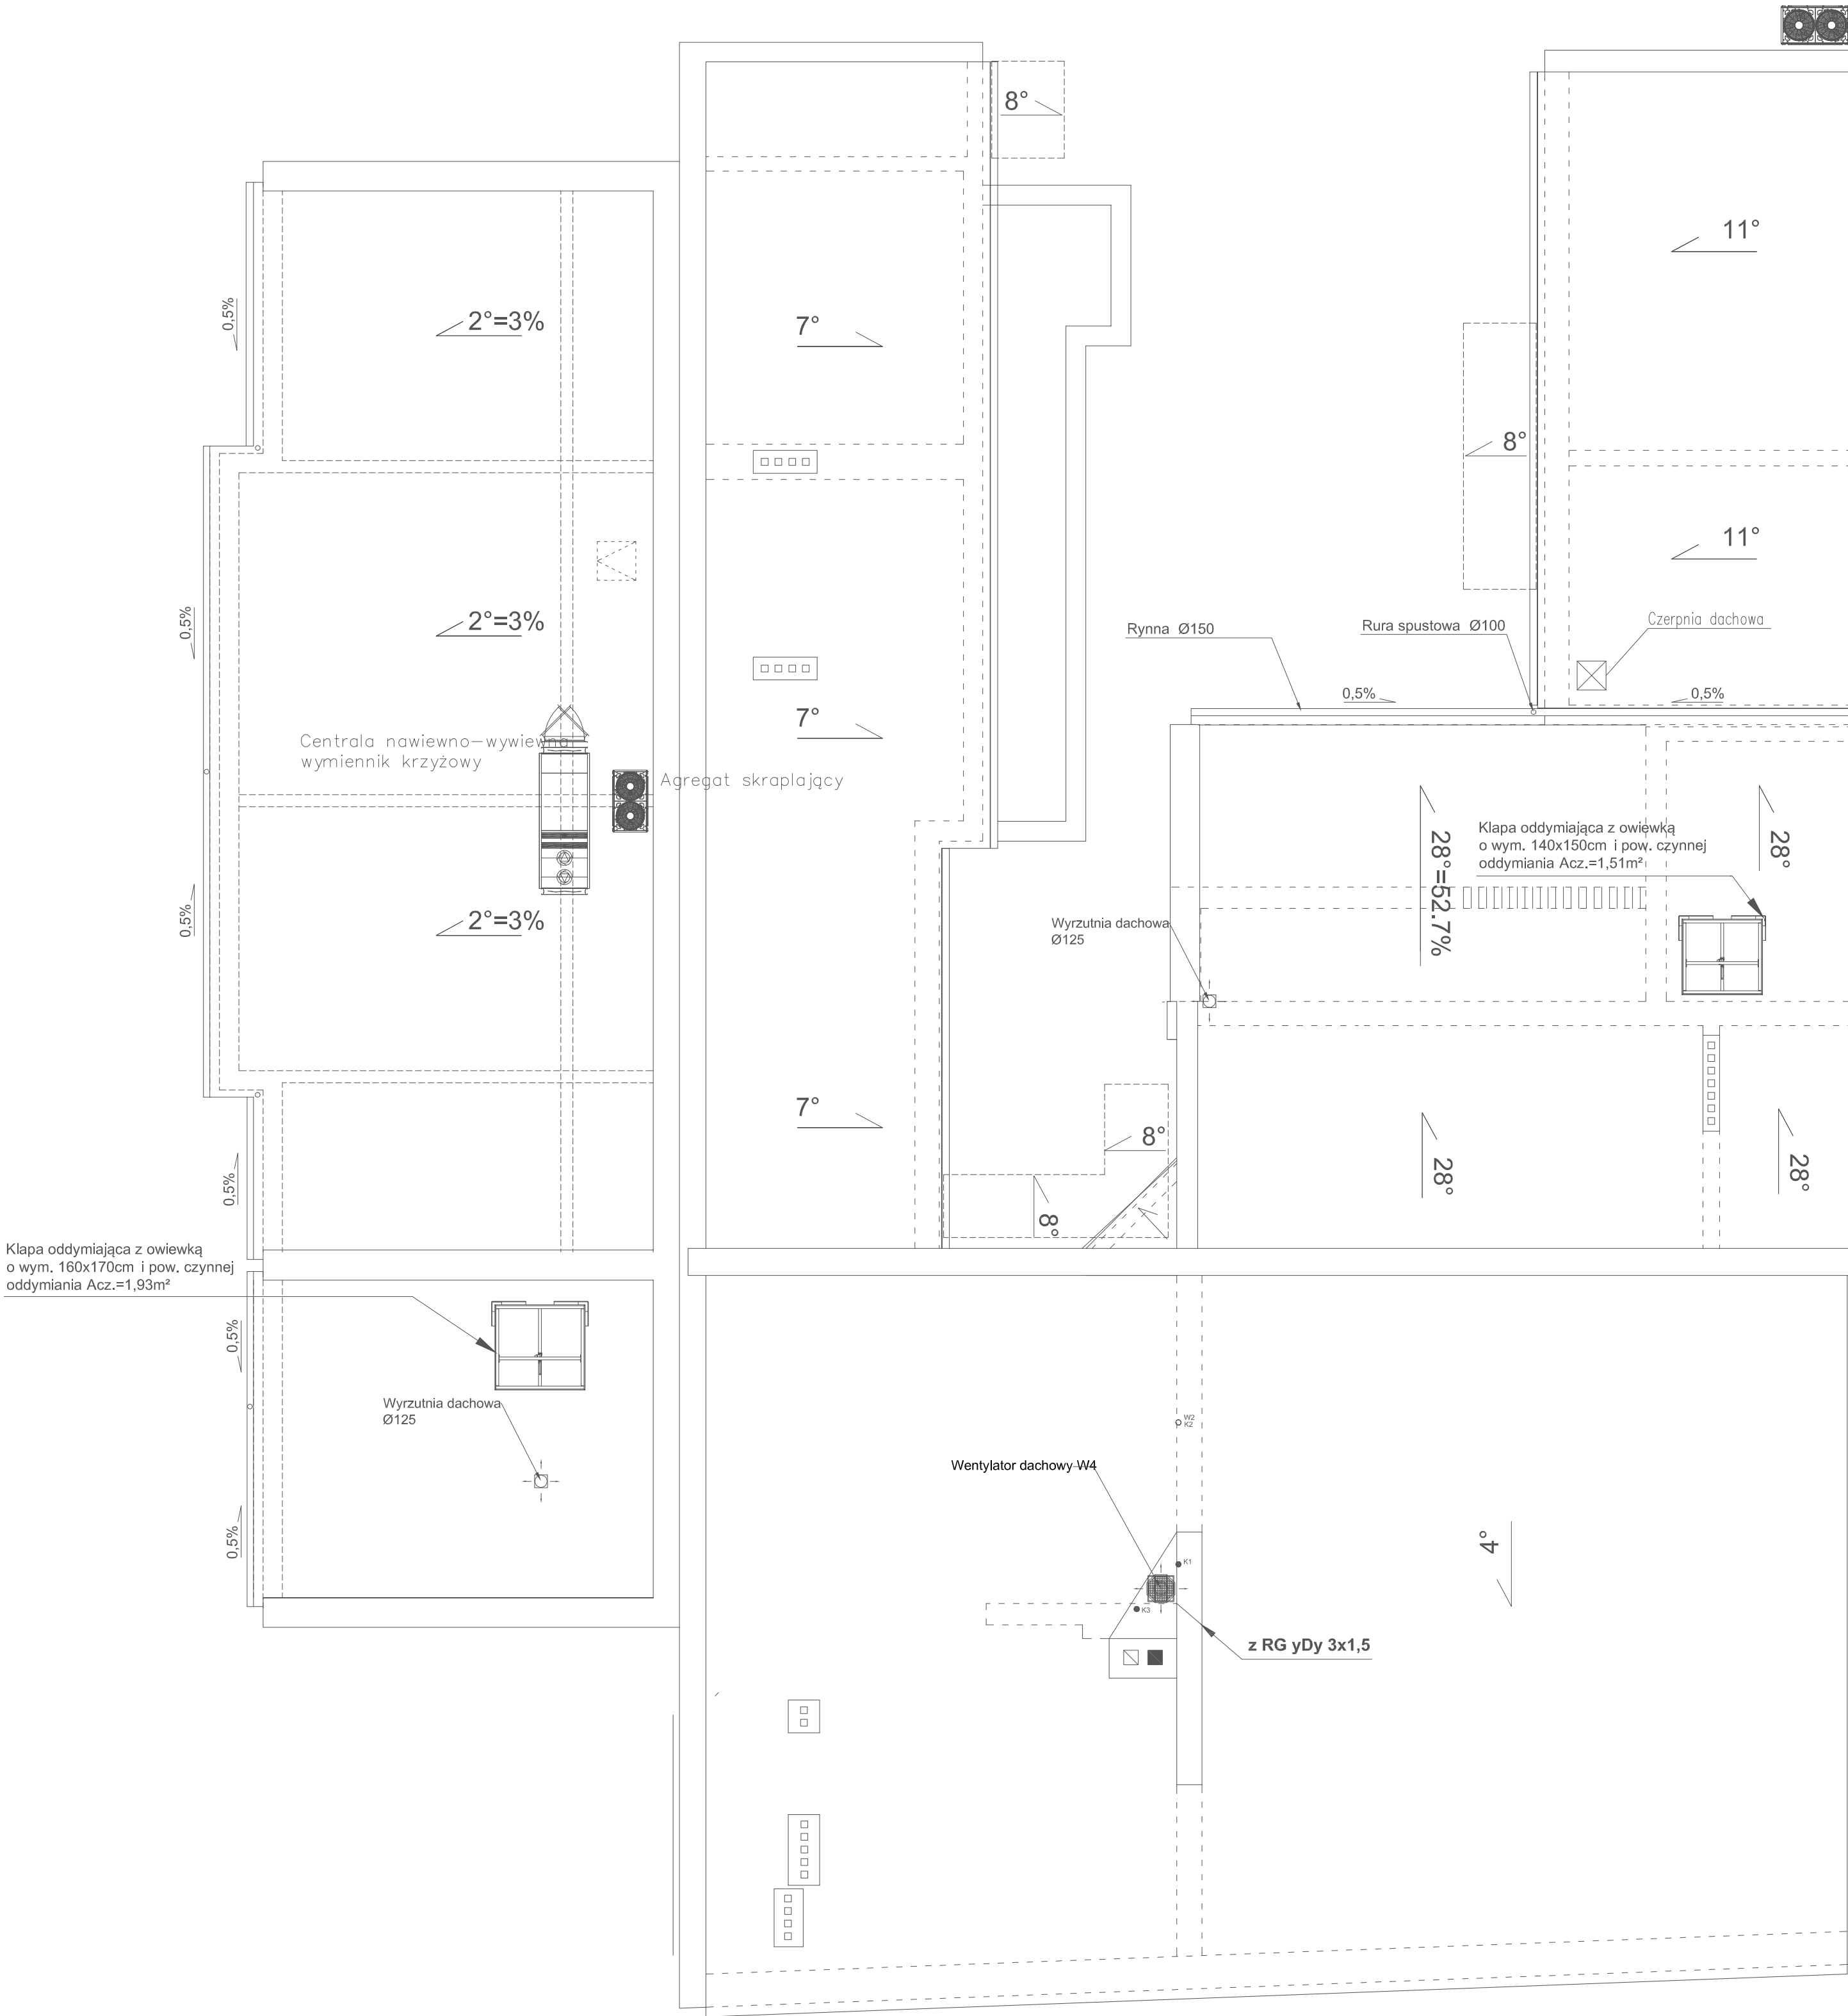 8°
11°
0,5%
2°=3%
7°
8°
11°
0,5%
2°=3%
Rynna Ø150
Rura spustowa Ø100
Czerpnia dachowa
0,5%
0,5%
7°
Centrala nawiewno-wywiewna
wymiennik krzyżowy
Agregat skraplający
28°=52.7%
Klapa oddymiająca z owiewką
o wym. 140x150cm i pow. czynnej
oddymiania Acz.=1,51m²
28°
0,5%
2°=3%
Wyrzutnia dachowa
Ø125
7°
8°
0,5%
28°
28°
8°
Klapa oddymiająca z owiewką
o wym. 160x170cm i pow. czynnej
oddymiania Acz.=1,93m²
0,5%
Wyrzutnia dachowa
Ø125
W2
K2
Wentylator dachowy W4
0,5%
4°
K1
K3
z RG yDy 3x1,5